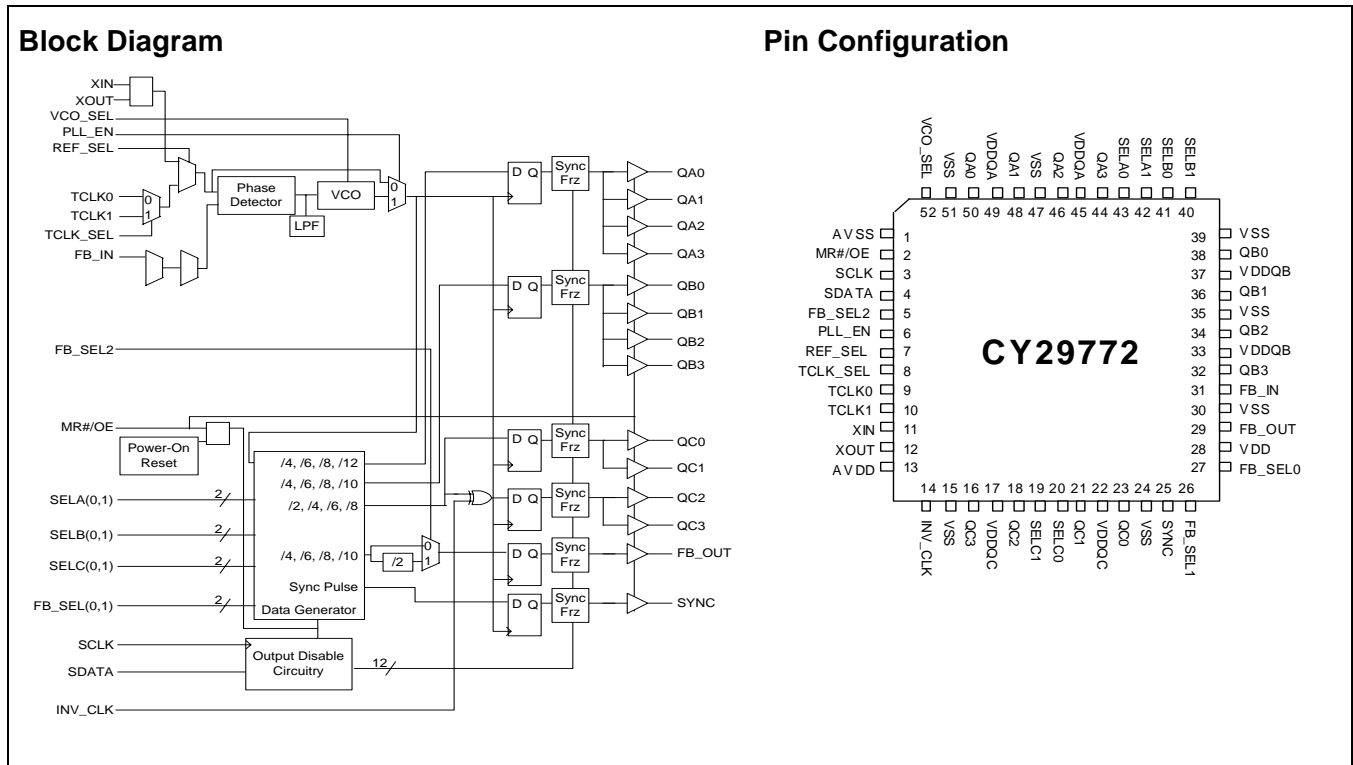 Block Diagram
XIN
XOUT
VCO_SEL
PLL_EN
REF_SEL
TCLK0
TCLK1
TCLK_SEL
FB_IN
0
1
Phase
Detector
LPF
VCO
0
1
FB_SEL2
MR#/OE
Power-On
Reset
SELA(0,1)
2
SELB(0,1)
2
SELC(0,1)
2
FB_SEL(0,1)
2
SCLK
SDATA
INV_CLK
/4, /6, /8, /12
/4, /6, /8, /10
/2, /4, /6, /8
/4, /6, /8, /10
Sync Pulse
Data Generator
/2
0
1
Output Disable
Circuitry
12
D Q
Sync
Frz
D Q
Sync
Frz
D Q
Sync
Frz
D Q
Sync
Frz
D Q
Sync
Frz
D Q
Sync
Frz
QA0
QA1
QA2
QA3
QB0
QB1
QB2
QB3
QC0
QC1
QC2
QC3
FB_OUT
SYNC
Pin Configuration
VCO_SEL
VSS
QA0
VDDQA
QA1
VSS
QA2
VDDQA
QA3
SELA0
SELA1
SELB0
SELB1
52 51 50 49 48 47 46 45 44 43 42 41 40
AVSS 1
MR#/OE 2
SCLK 3
SDATA 4
FB_SEL2 5
PLL_EN 6
REF_SEL 7
TCLK_SEL 8
TCLK0 9
TCLK1 10
XIN 11
XOUT 12
AVDD 13
CY29772
39 VSS
38 QB0
37 VDDQB
36 QB1
35 VSS
34 QB2
33 VDDQB
32 QB3
31 FB_IN
30 VSS
29 FB_OUT
28 VDD
27 FB_SEL0
14 15 16 17 18 19 20 21 22 23 24 25 26
INV_CLK
VSS
QC3
VDDQC
QC2
SELC1
SELC0
QC1
VDDQC
QC0
VSS
SYNC
FB_SEL1